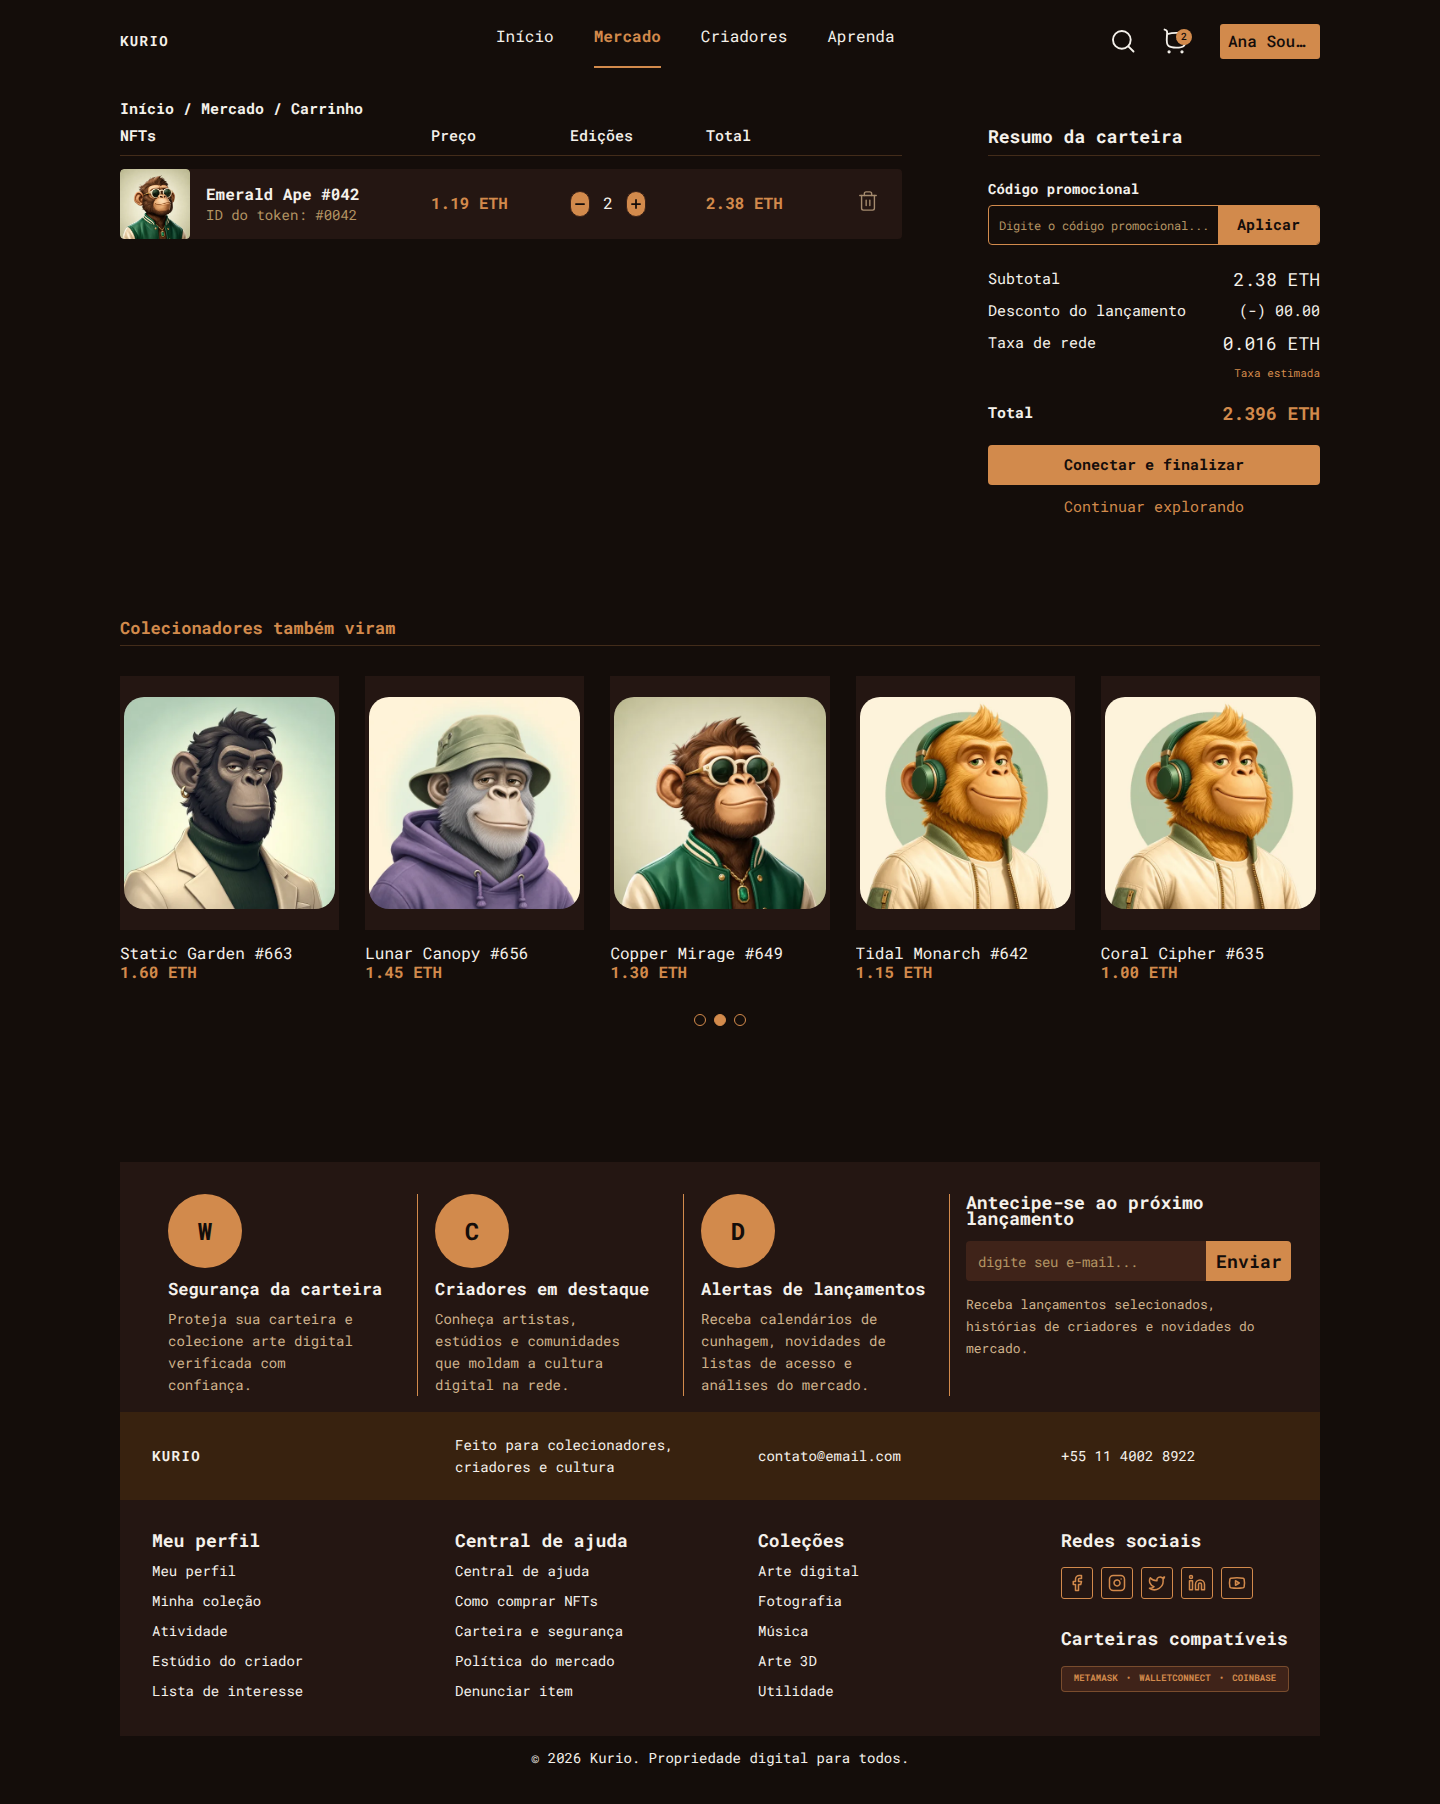 KURIO
Início
Mercado
Criadores
Aprenda
2
Ana Sou…
Início / Mercado / Carrinho
NFTs
Preço
Edições
Total
Emerald Ape #042
ID do token: #0042
1.19 ETH
2
2.38 ETH
Resumo da carteira
Código promocional
Digite o código promocional...
Aplicar
Subtotal
2.38 ETH
Desconto do lançamento
(-) 00.00
Taxa de rede
0.016 ETH
Taxa estimada
Total
2.396 ETH
Conectar e finalizar
Continuar explorando
Colecionadores também viram
Static Garden #663
1.60 ETH
Lunar Canopy #656
1.45 ETH
Copper Mirage #649
1.30 ETH
Tidal Monarch #642
1.15 ETH
Coral Cipher #635
1.00 ETH
W
Segurança da carteira
Proteja sua carteira e
colecione arte digital
verificada com
confiança.
C
Criadores em destaque
Conheça artistas,
estúdios e comunidades
que moldam a cultura
digital na rede.
D
Alertas de lançamentos
Receba calendários de
cunhagem, novidades de
listas de acesso e
análises do mercado.
Antecipe-se ao próximo
lançamento
digite seu e-mail...
Enviar
Receba lançamentos selecionados,
histórias de criadores e novidades do
mercado.
KURIO
Feito para colecionadores,
criadores e cultura
contato@email.com
+55 11 4002 8922
Meu perfil
Meu perfil
Minha coleção
Atividade
Estúdio do criador
Lista de interesse
Central de ajuda
Central de ajuda
Como comprar NFTs
Carteira e segurança
Política do mercado
Denunciar item
Coleções
Arte digital
Fotografia
Música
Arte 3D
Utilidade
Redes sociais
Carteiras compatíveis
METAMASK · WALLETCONNECT · COINBASE
© 2026 Kurio. Propriedade digital para todos.